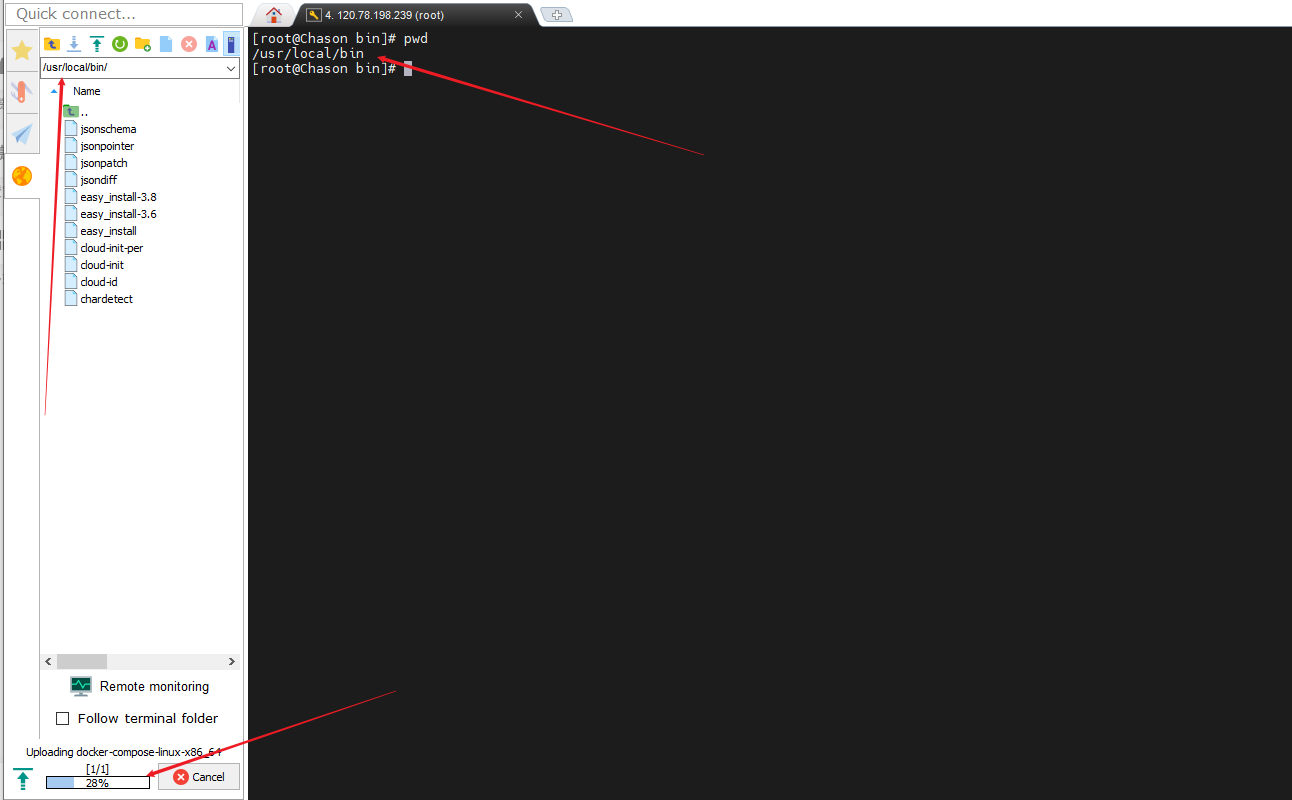 Quick connect...
4. 120.78.198.239 (root)
/usr/local/bin/
Name
..
jsonschema
jsonpointer
jsonpatch
jsondiff
easy_install-3.8
easy_install-3.6
easy_install
cloud-init-per
cloud-init
cloud-id
chardetect
Remote monitoring
Follow terminal folder
Uploading docker-compose-linux-x86_64
[1/1]
28%
Cancel
[root@Chason bin]# pwd
/usr/local/bin
[root@Chason bin]#